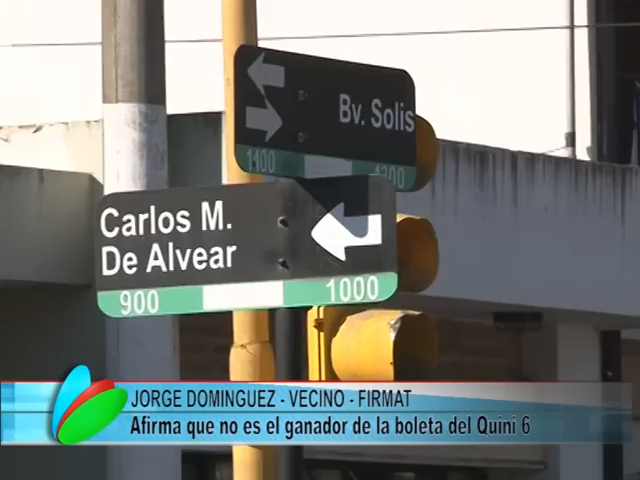 Bv. Solis
1100 1200
Carlos M.
De Alvear
900 1000
JORGE DOMINGUEZ - VECINO - FIRMAT
Afirma que no es el ganador de la boleta del Quini 6